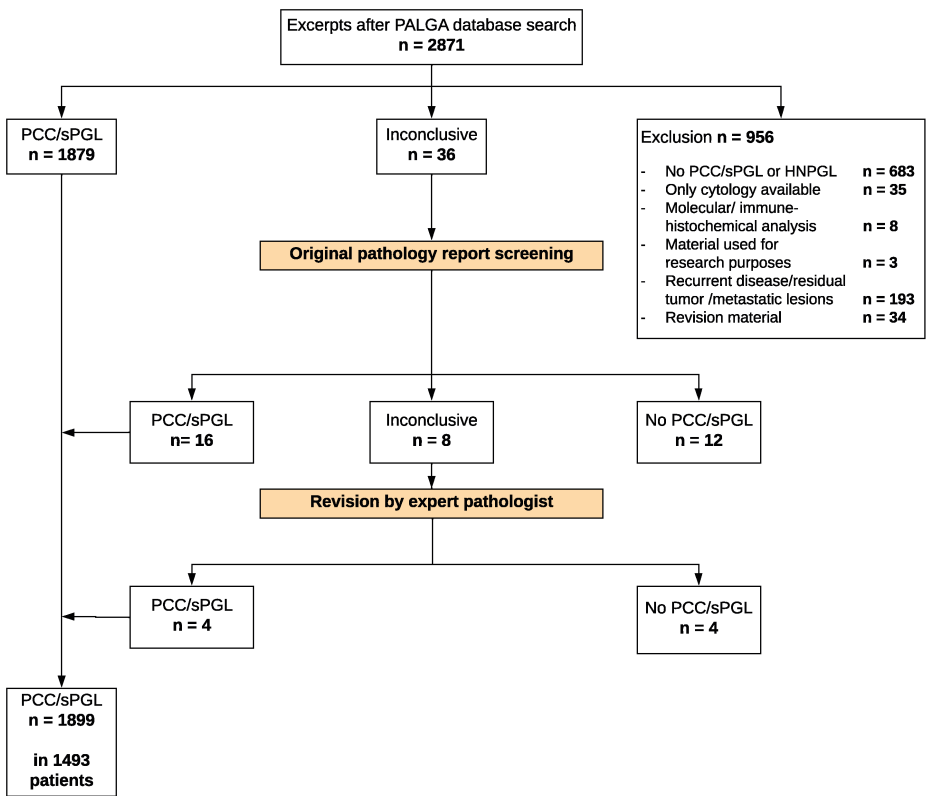 Excerpts after PALGA database search
n = 2871
PCC/sPGL
n = 1879
Inconclusive
n = 36
Exclusion n = 956
- No PCC/sPGL or HNPGL n = 683
- Only cytology available n = 35
- Molecular/ immune-
histochemical analysis n = 8
- Material used for
research purposes n = 3
- Recurrent disease/residual
tumor /metastatic lesions n = 193
- Revision material n = 34
Original pathology report screening
PCC/sPGL
n= 16
Inconclusive
n = 8
No PCC/sPGL
n = 12
Revision by expert pathologist
PCC/sPGL
n = 4
No PCC/sPGL
n = 4
PCC/sPGL
n = 1899
in 1493
patients